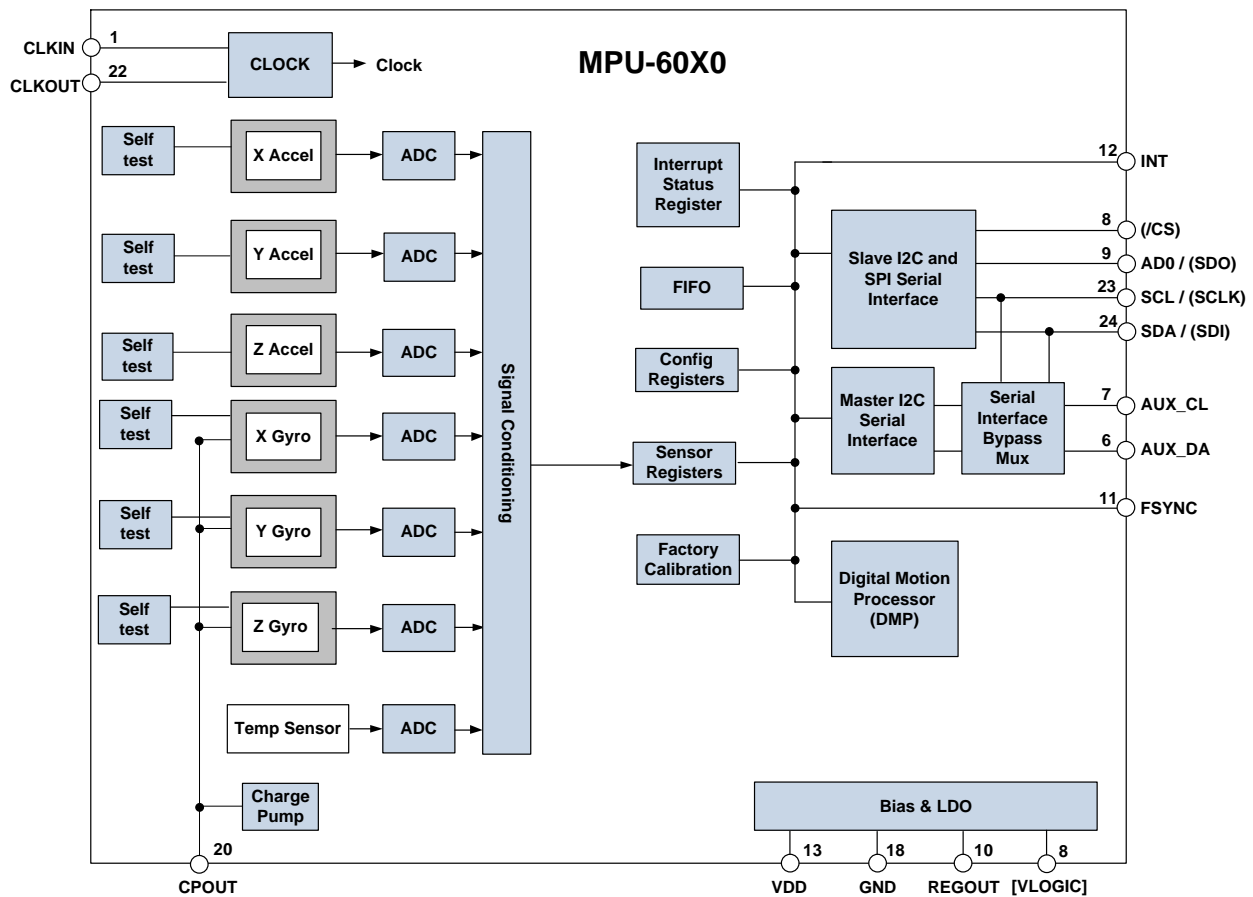 MPU-60X0
CLKIN
1
CLOCK
Clock
22
CLKOUT
Self
test
X Accel
ADC
Self
test
Y Accel
ADC
Self
test
Z Accel
ADC
Self
test
X Gyro
ADC
Self
test
Y Gyro
ADC
Self
test
Z Gyro
ADC
Temp Sensor
ADC
Signal Conditioning
Charge
Pump
20
CPOUT
Interrupt
Status
Register
FIFO
Config
Registers
Sensor
Registers
Factory
Calibration
Slave I2C and
SPI Serial
Interface
Master I2C
Serial
Interface
Serial
Interface
Bypass
Mux
Digital Motion
Processor
(DMP)
12
INT
8
(/CS)
9
AD0 / (SDO)
23
SCL / (SCLK)
24
SDA / (SDI)
7
AUX_CL
6
AUX_DA
11
FSYNC
Bias & LDO
13
18
10
8
VDD
GND
REGOUT
[VLOGIC]